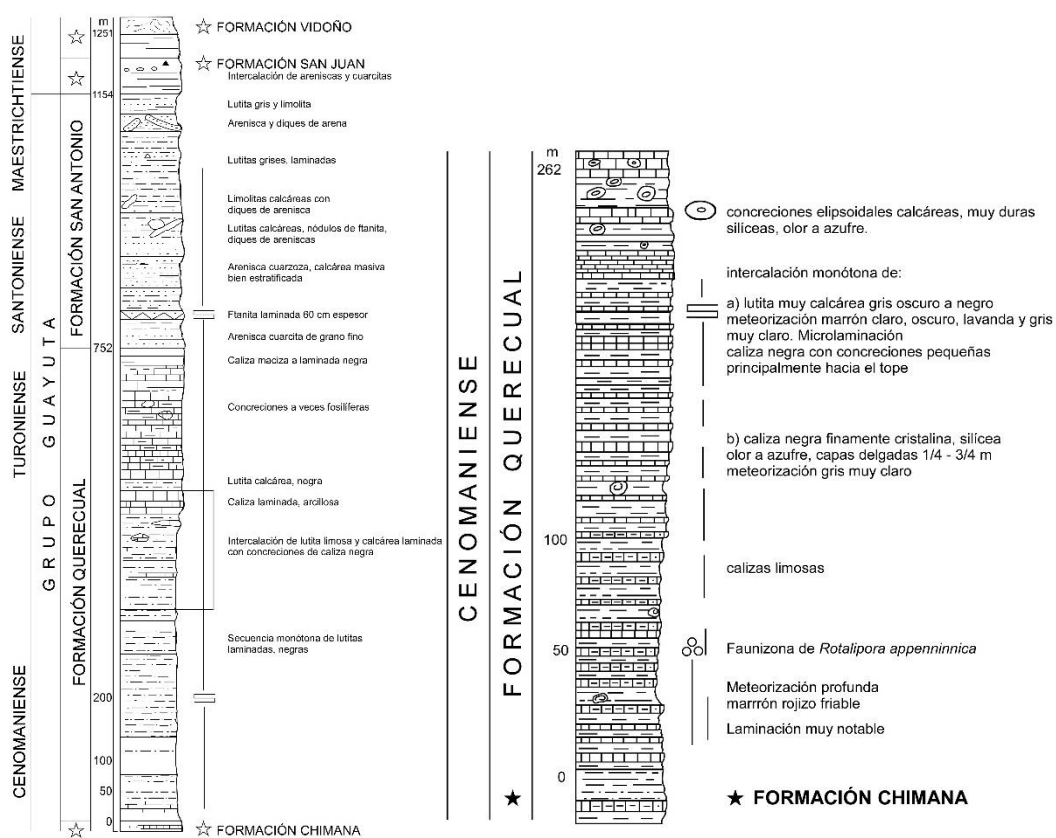 m
1251
FORMACIÓN VIDOÑO
FORMACIÓN SAN JUAN
Intercalación de areniscas y cuarcitas
1154
Lutita gris y limolita
Arenisca y diques de arena
Lutitas grises, laminadas
Limolitas calcáreas con
diques de arenisca
Lutitas calcáreas, nódulos de ftanita,
diques de areniscas
Arenisca cuarzosa, calcárea masiva
bien estratificada
Ftanita laminada 60 cm espesor
Arenisca cuarcita de grano fino
752
Caliza maciza a laminada negra
Concreciones a veces fosilíferas
Lutita calcárea, negra
Caliza laminada, arcillosa
Intercalación de lutita limosa y calcárea laminada
con concreciones de caliza negra
Secuencia monótona de lutitas
laminadas, negras
200
100
50
0
FORMACIÓN CHIMANA
MAESTRICHTIENSE
SANTONIENSE
TURONIENSE
CENOMANIENSE
GRUPO GUAYUTA
FORMACIÓN SAN ANTONIO
FORMACIÓN QUERECUAL
CENOMANIENSE
FORMACIÓN QUERECUAL
m
262
concreciones elipsoidales calcáreas, muy duras
silíceas, olor a azufre.
intercalación monótona de:
a) lutita muy calcárea gris oscuro a negro
meteorización marrón claro, oscuro, lavanda y gris
muy claro. Microlaminación
caliza negra con concreciones pequeñas
principalmente hacia el tope
b) caliza negra finamente cristalina, silícea
olor a azufre, capas delgadas 1/4 - 3/4 m
meteorización gris muy claro
100
calizas limosas
50
Faunizona de Rotalipora appenninnica
Meteorización profunda
marrrón rojizo friable
Laminación muy notable
0
FORMACIÓN CHIMANA